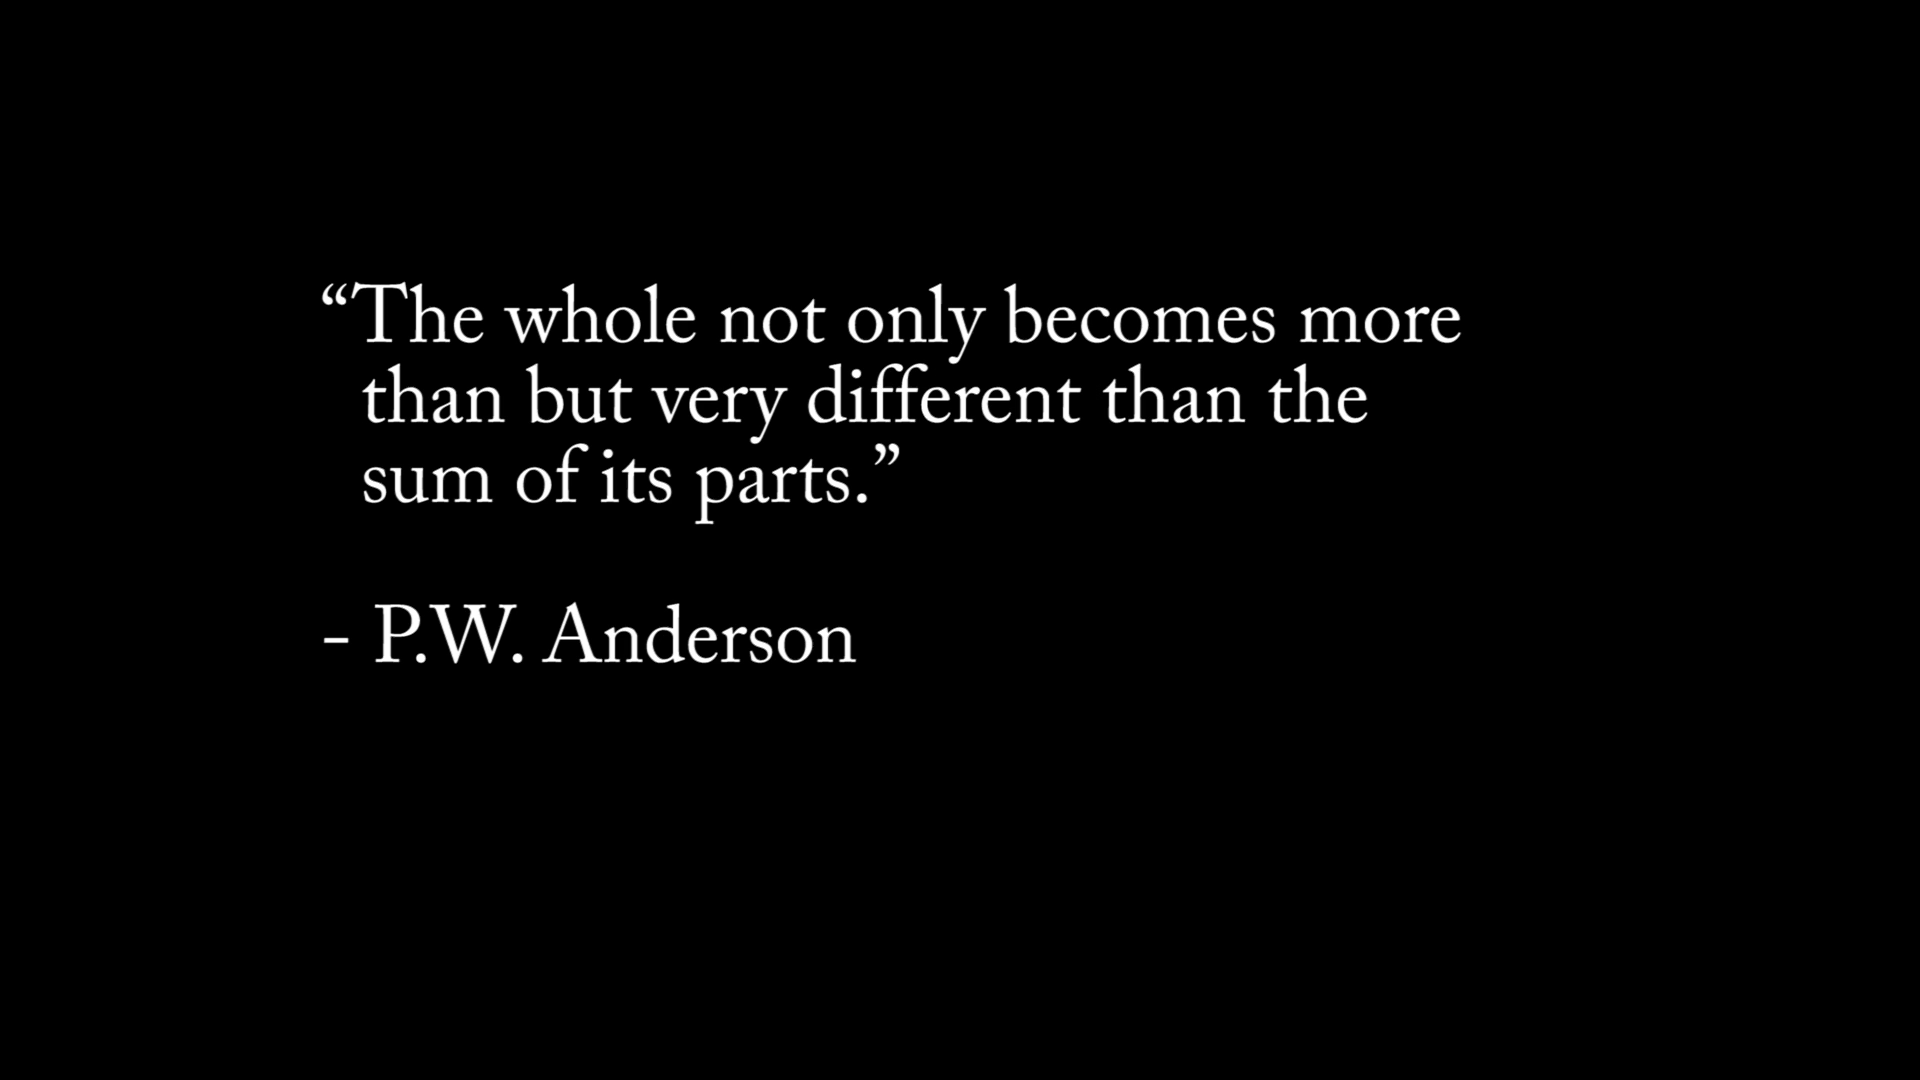 “The whole not only becomes more
than but very different than the
sum of its parts.”
- P.W. Anderson